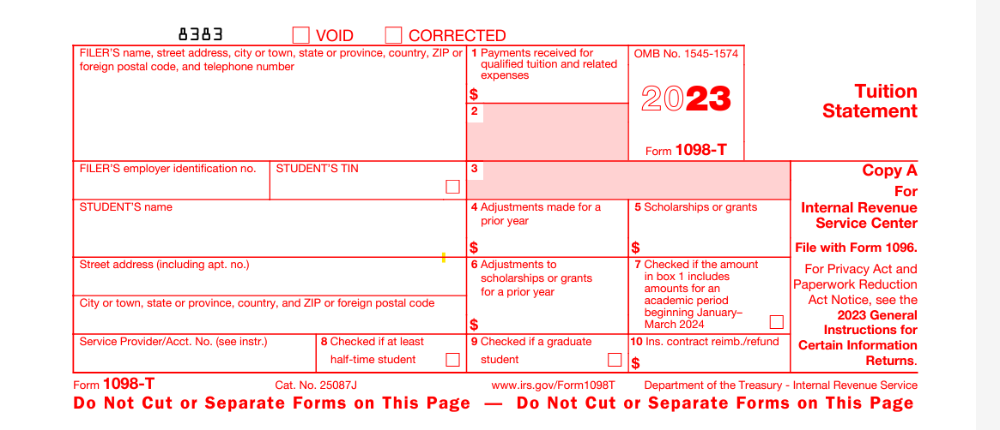 8383
VOID
CORRECTED
FILER'S name, street address, city or town, state or province, country, ZIP or
foreign postal code, and telephone number
1 Payments received for
qualified tuition and related
expenses
$
2
OMB No. 1545-1574
2023
Form 1098-T
Tuition
Statement
FILER'S employer identification no.
STUDENT'S TIN
3
Copy A
For
Internal Revenue
Service Center
File with Form 1096.
For Privacy Act and
Paperwork Reduction
Act Notice, see the
2023 General
Instructions for
Certain Information
Returns.
STUDENT'S name
4 Adjustments made for a
prior year
$
5 Scholarships or grants
$
Street address (including apt. no.)
City or town, state or province, country, and ZIP or foreign postal code
6 Adjustments to
scholarships or grants
for a prior year
$
7 Checked if the amount
in box 1 includes
amounts for an
academic period
beginning January–
March 2024
Service Provider/Acct. No. (see instr.)
8 Checked if at least
half-time student
9 Checked if a graduate
student
10 Ins. contract reimb./refund
$
Form 1098-T
Cat. No. 25087J
www.irs.gov/Form1098T
Department of the Treasury - Internal Revenue Service
Do Not Cut or Separate Forms on This Page — Do Not Cut or Separate Forms on This Page